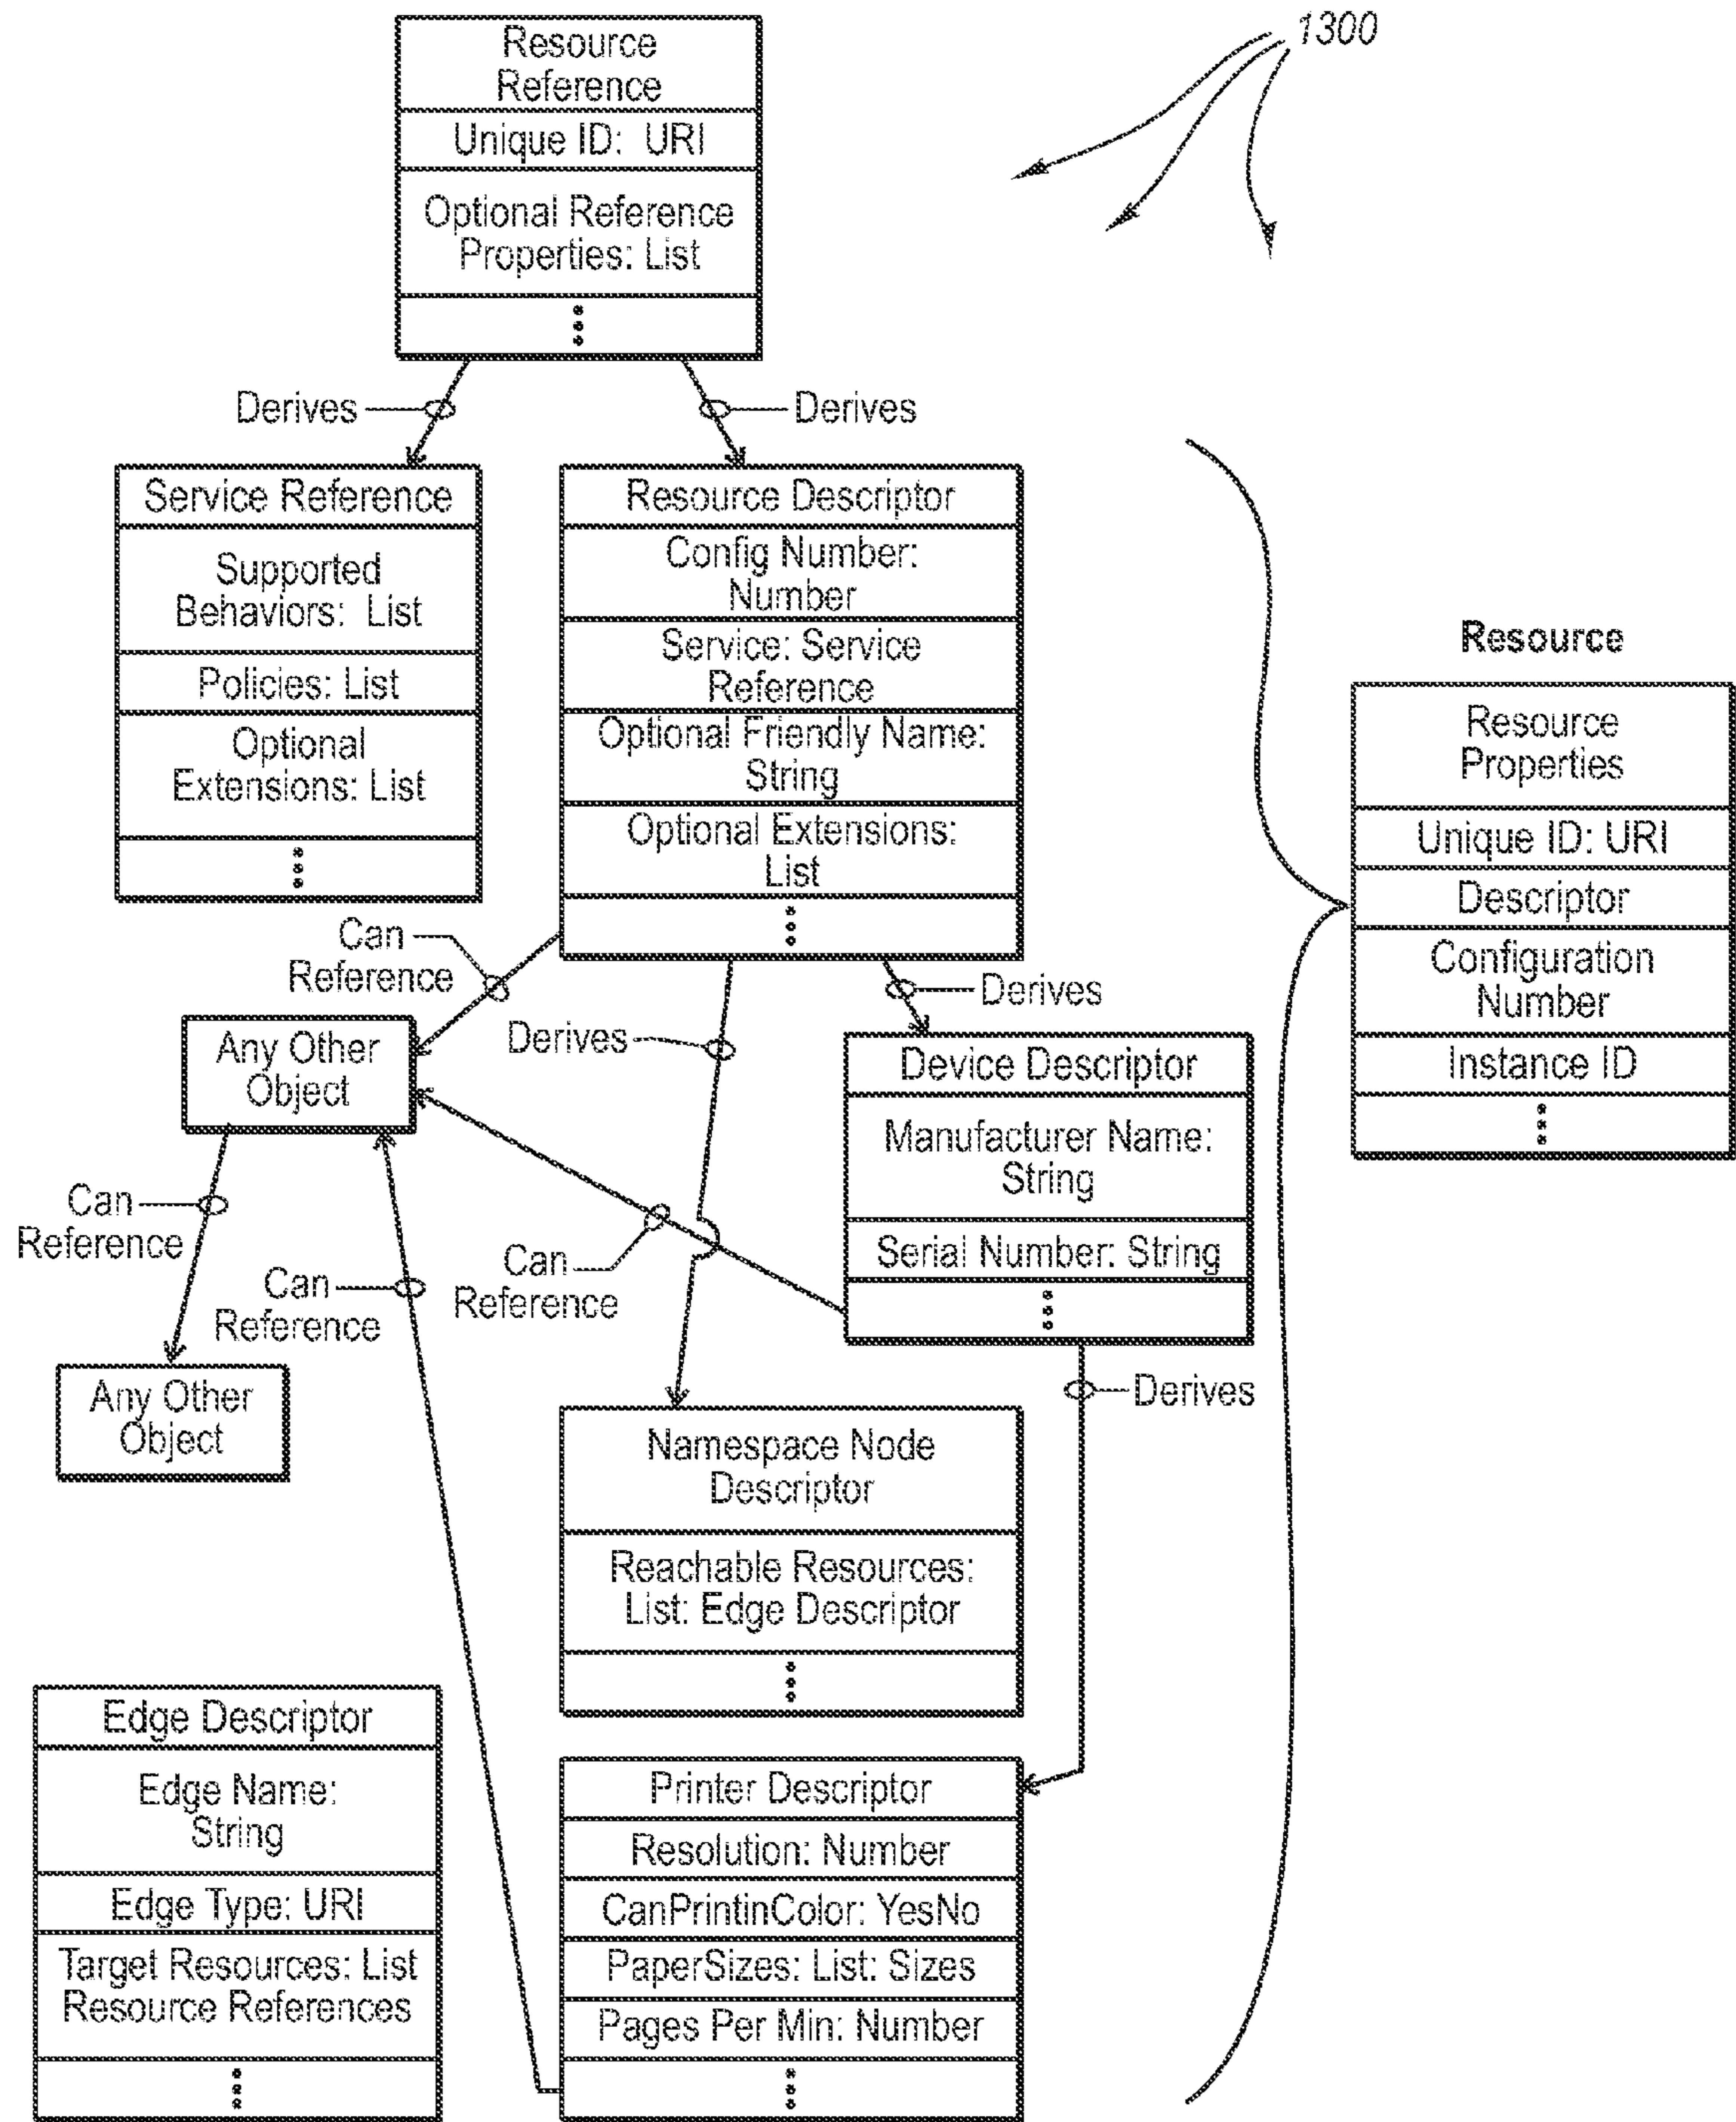 1300
Resource
Reference
Unique ID: URI
Optional Reference
Properties: List
Derives
Derives
Service Reference
Supported
Behaviors: List
Policies: List
Optional
Extensions: List
Resource Descriptor
Config Number:
Number
Service: Service
Reference
Optional Friendly Name:
String
Optional Extensions:
List
Resource
Resource
Properties
Unique ID: URI
Descriptor
Configuration
Number
Instance ID
Can
Reference
Derives
Derives
Any Other
Object
Device Descriptor
Manufacturer Name:
String
Serial Number: String
Can
Reference
Can
Reference
Can
Reference
Any Other
Object
Derives
Namespace Node
Descriptor
Reachable Resources:
List: Edge Descriptor
Edge Descriptor
Edge Name:
String
Edge Type: URI
Target Resources: List
Resource References
Printer Descriptor
Resolution: Number
CanPrintinColor: YesNo
PaperSizes: List: Sizes
Pages Per Min: Number